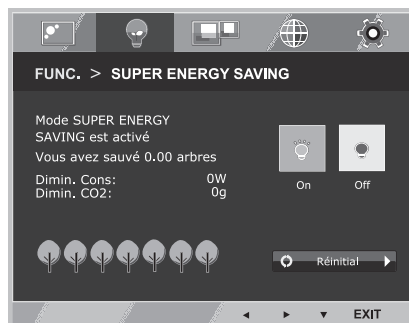 FUNC. > SUPER ENERGY SAVING
Mode SUPER ENERGY
SAVING est activé
Vous avez sauvé 0.00 arbres
Dimin. Cons: 0W
Dimin. CO2: 0g
On Off
Réinitial
EXIT